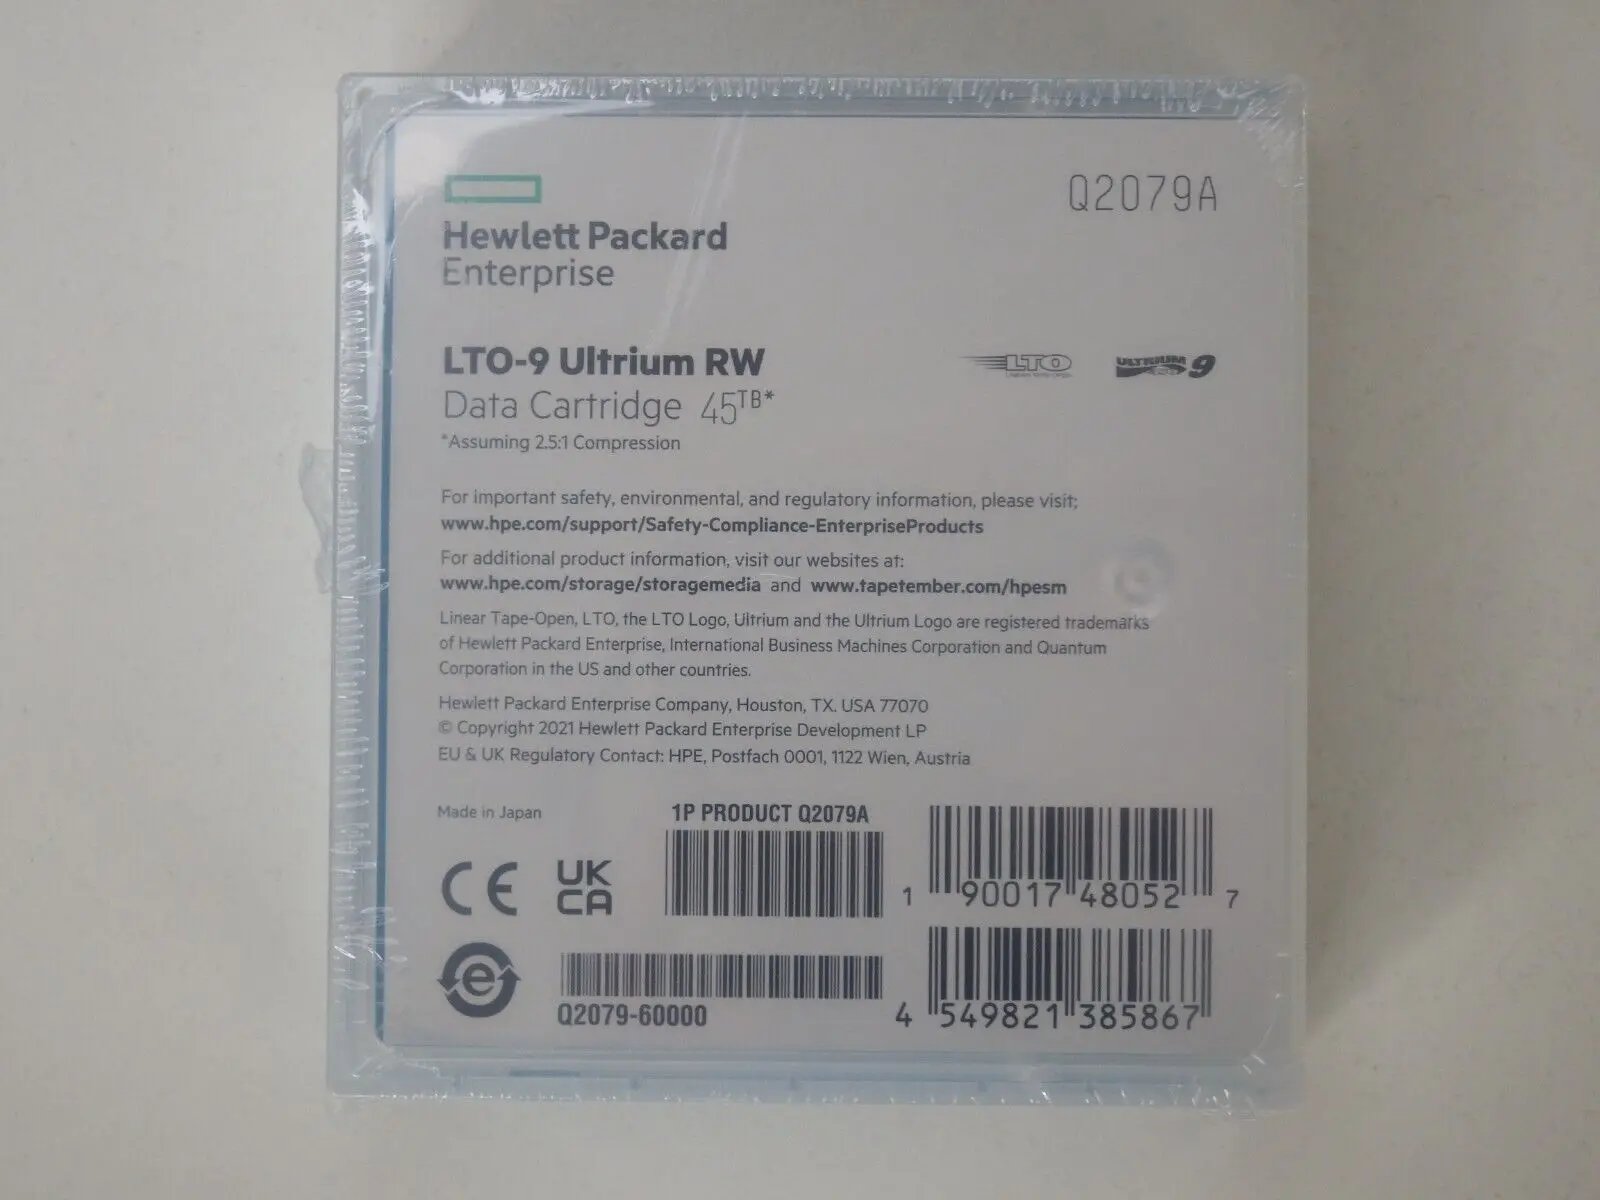 Hewlett Packard
Enterprise
Q2079A
LTO-9 Ultrium RW
Data Cartridge 45TB*
*Assuming 2.5:1 Compression
LTO
ULTRIUM 9
For important safety, environmental, and regulatory information, please visit:
www.hpe.com/support/Safety-Compliance-EnterpriseProducts
For additional product information, visit our websites at:
www.hpe.com/storage/storagemedia and www.tapetember.com/hpesm
Linear Tape-Open, LTO, the LTO Logo, Ultrium and the Ultrium Logo are registered trademarks
of Hewlett Packard Enterprise, International Business Machines Corporation and Quantum
Corporation in the US and other countries.
Hewlett Packard Enterprise Company, Houston, TX. USA 77070
© Copyright 2021 Hewlett Packard Enterprise Development LP
EU & UK Regulatory Contact: HPE, Postfach 0001, 1122 Wien, Austria
Made in Japan
1P PRODUCT Q2079A
CE
UK
CA
1 90017 48052 7
e
Q2079-60000
4 549821 385867